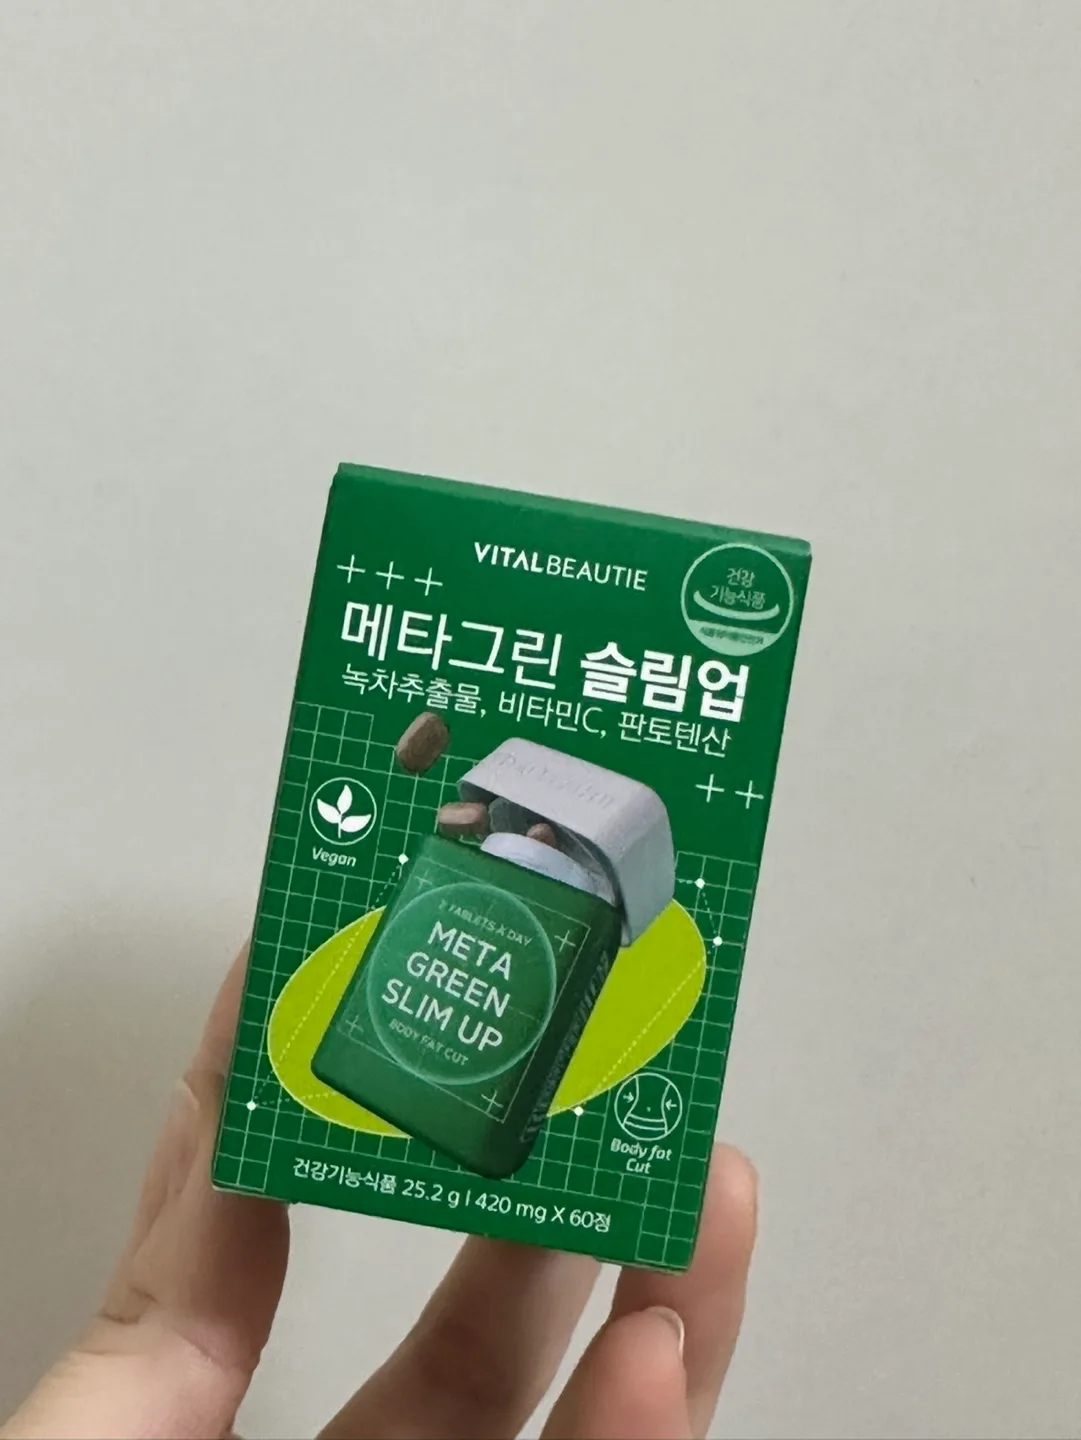 VITALBEAUTIE
건강
기능식품
메타그린 슬림업
녹차추출물, 비타민C, 판토텐산
Vegan
2 TABLETS A DAY
META
GREEN
SLIM UP
BODY FAT CUT
Body fat
Cut
건강기능식품 25.2 g | 420 mg X 60정